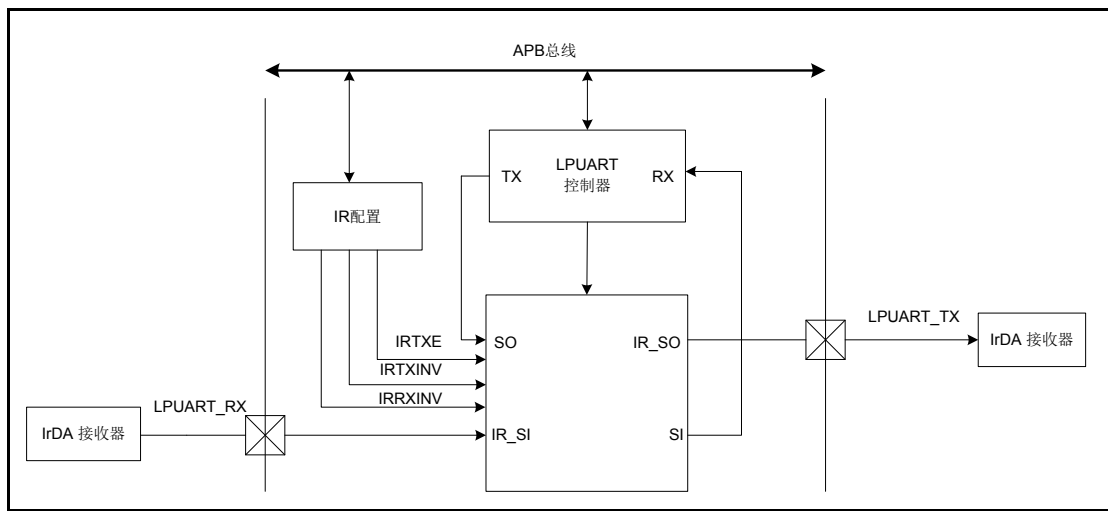 APB总线
LPUART
控制器
TX
RX
IR配置
IRTXE
IRTXINV
IRRXINV
SO
IR_SO
IR_SI
SI
LPUART_TX
IrDA 接收器
LPUART_RX
IrDA 接收器